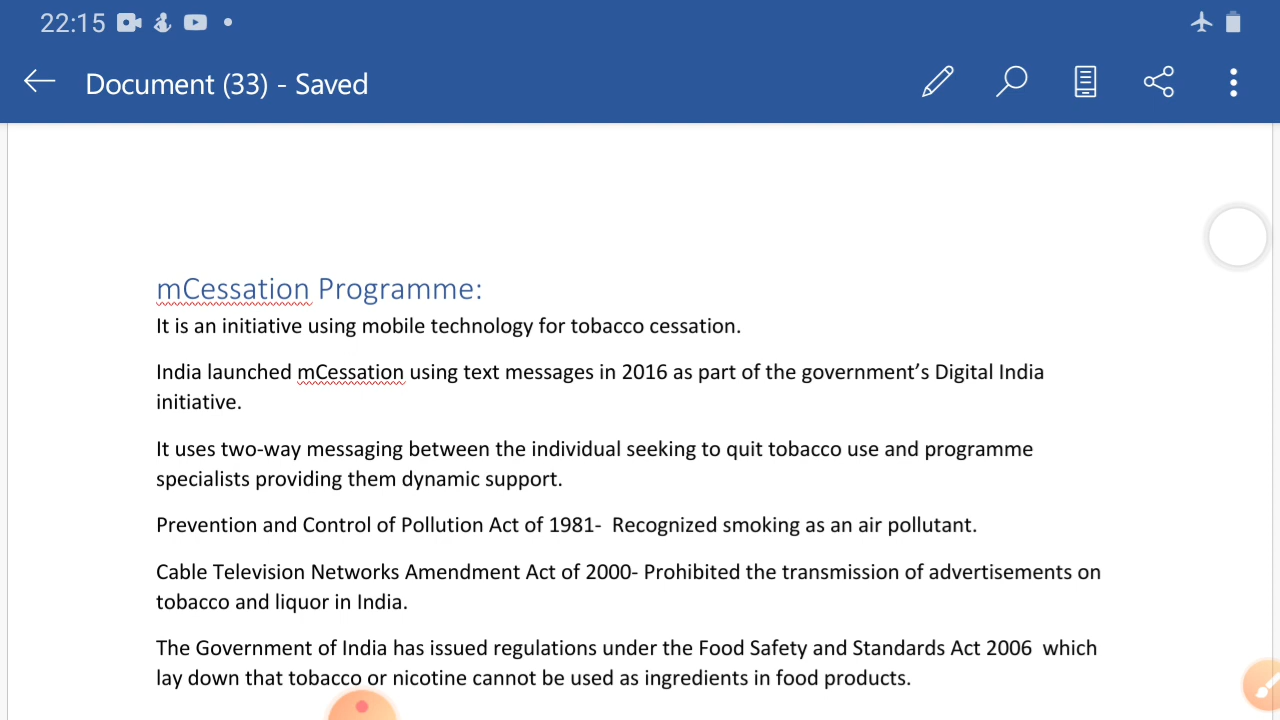 22:15
Document (33) - Saved
mCessation Programme:
It is an initiative using mobile technology for tobacco cessation.
India launched mCessation using text messages in 2016 as part of the government’s Digital India
initiative.
It uses two-way messaging between the individual seeking to quit tobacco use and programme
specialists providing them dynamic support.
Prevention and Control of Pollution Act of 1981-  Recognized smoking as an air pollutant.
Cable Television Networks Amendment Act of 2000- Prohibited the transmission of advertisements on
tobacco and liquor in India.
The Government of India has issued regulations under the Food Safety and Standards Act 2006  which
lay down that tobacco or nicotine cannot be used as ingredients in food products.